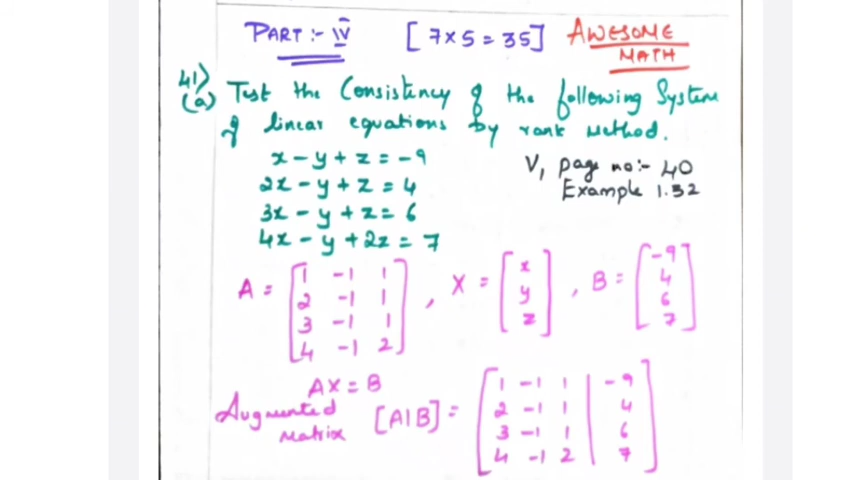 PART :- IV [7 x 5 = 35] AWESOME MATH
41)
(a) Test the Consistency of the following System
of linear equations by rank method.
x - y + z = -9
2x - y + z = 4
3x - y + z = 6
4x - y + 2z = 7
V, page no:- 40
Example 1.32
A = [1 -1 1
2 -1 1
3 -1 1
4 -1 2] , X = [x
y
z] , B = [-9
4
6
7]
AX = B
Augmented Matrix [A|B] = [1 -1 1 | -9
2 -1 1 | 4
3 -1 1 | 6
4 -1 2 | 7]